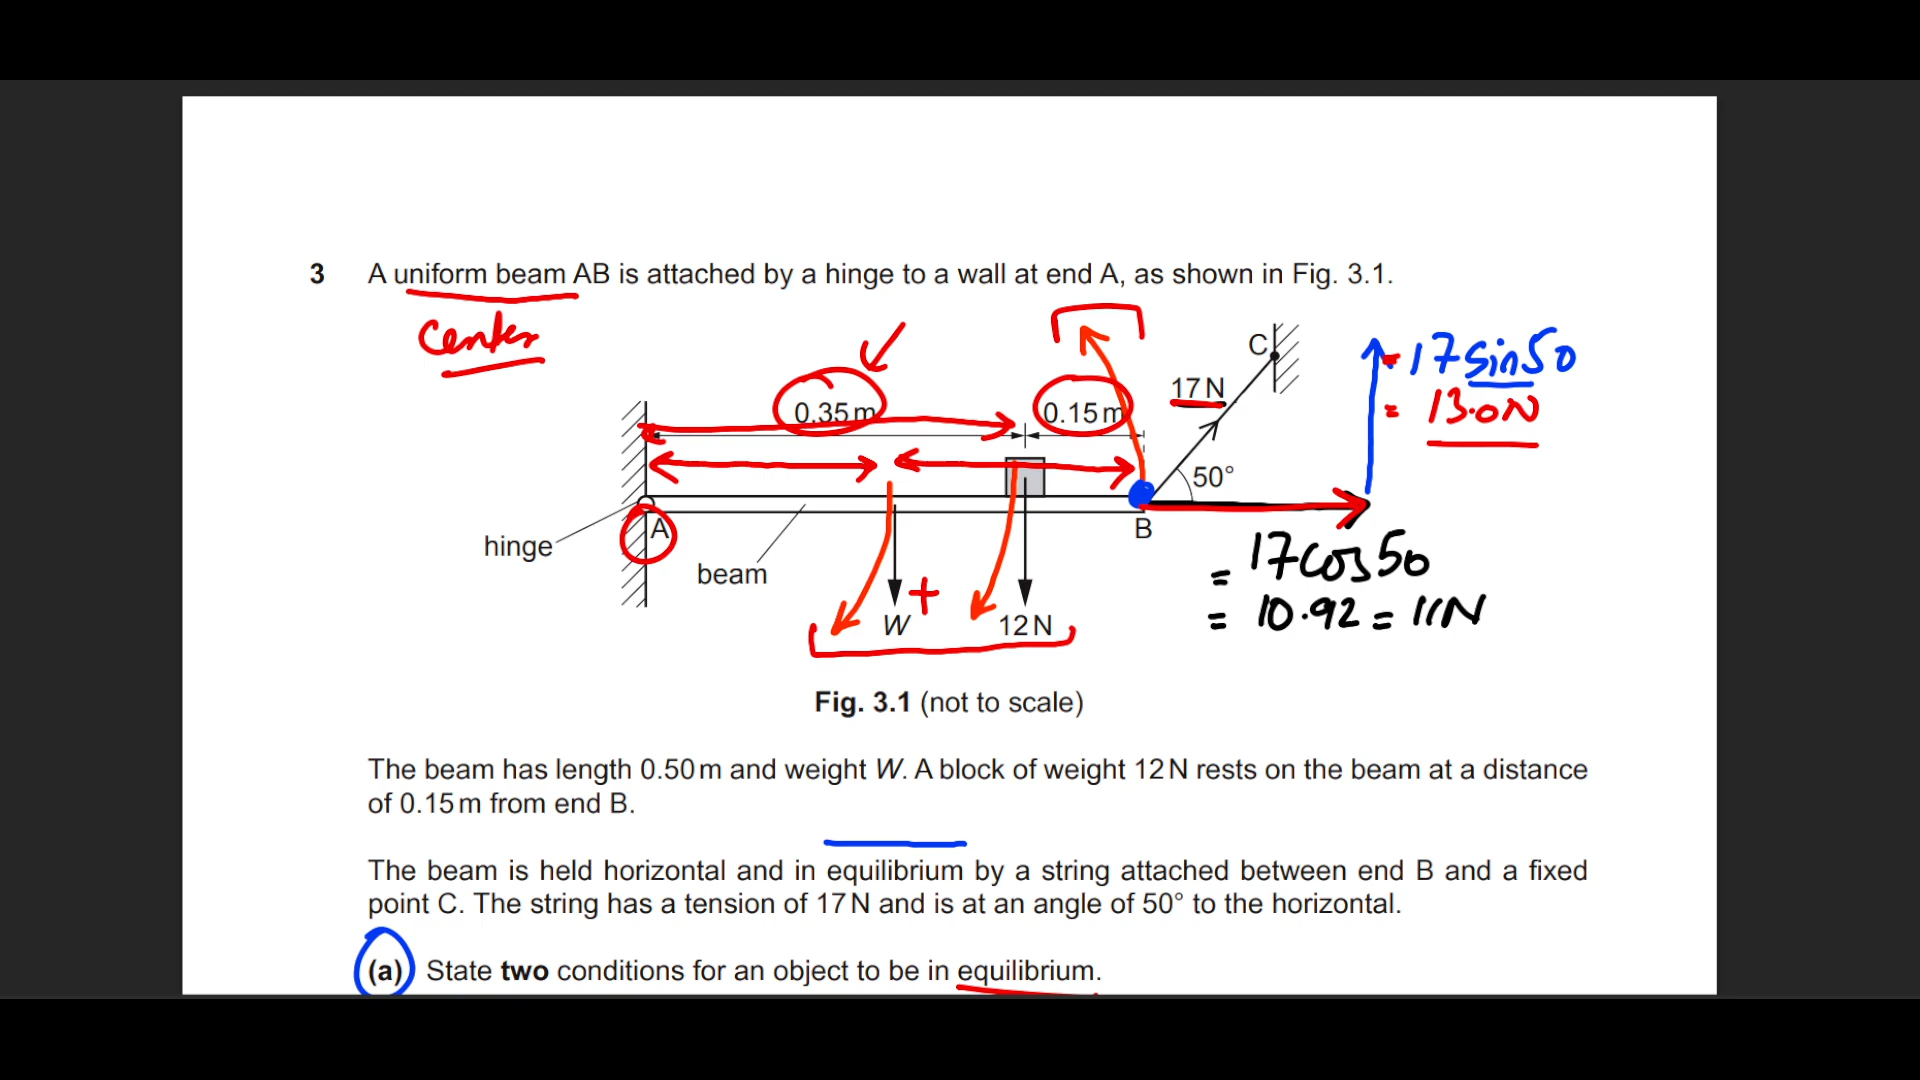 3 A uniform beam AB is attached by a hinge to a wall at end A, as shown in Fig. 3.1.
Center
C
= 17 sin50
17 N
0.35 m
0.15 m
= 13.0N
50°
A
B
hinge
beam
= 17cos50
+
W
12 N
= 10.92 = 11N
Fig. 3.1 (not to scale)
The beam has length 0.50 m and weight W. A block of weight 12 N rests on the beam at a distance
of 0.15 m from end B.
The beam is held horizontal and in equilibrium by a string attached between end B and a fixed
point C. The string has a tension of 17 N and is at an angle of 50° to the horizontal.
(a) State two conditions for an object to be in equilibrium.